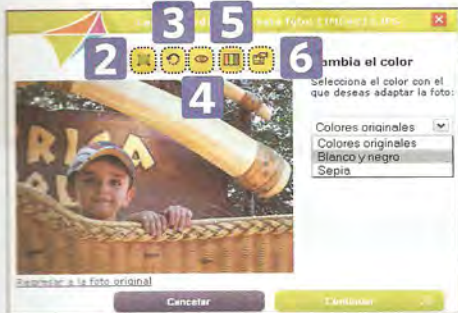 3
5
2
6
4
Cambia el color
Selecciona el color con el
que deseas adaptar la foto:
Colores originales
Colores originales
Blanco y negro
Sepia
RICA
Regresar a la foto original
Cancelar
Continuar